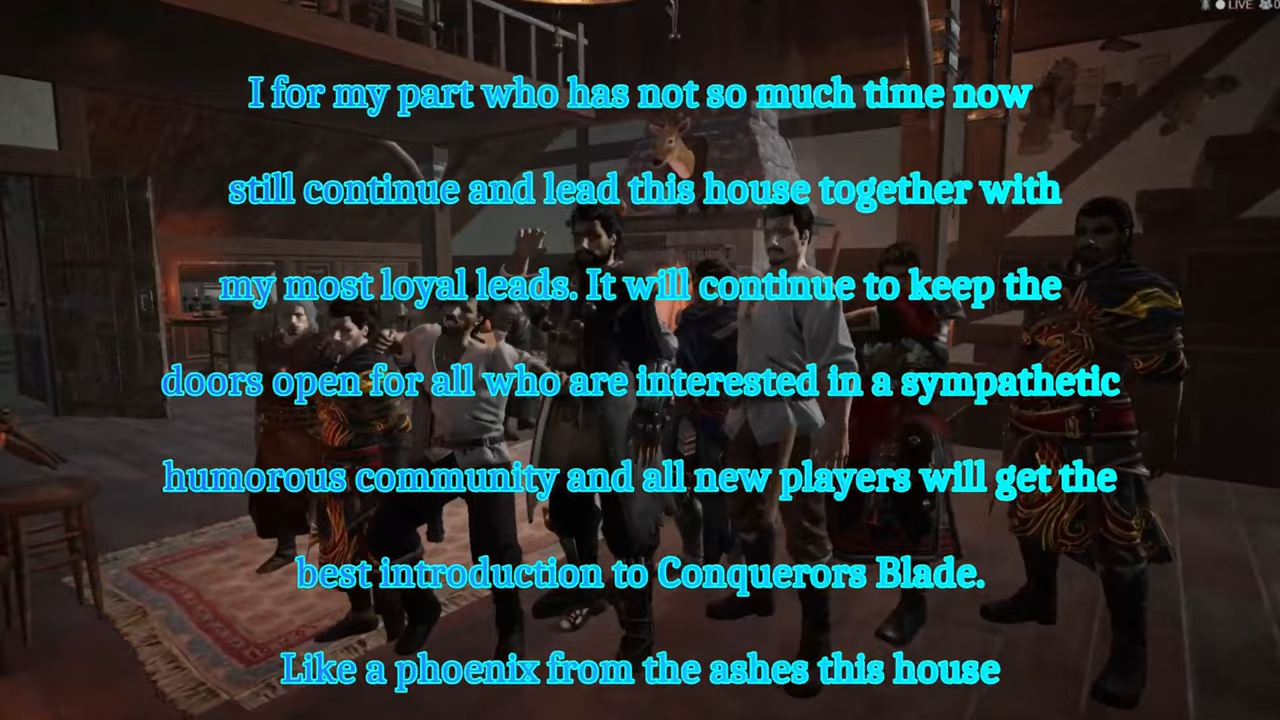 LIVE
I for my part who has not so much time now
still continue and lead this house together with
my most loyal leads. It will continue to keep the
doors open for all who are interested in a sympathetic
humorous community and all new players will get the
best introduction to Conquerors Blade.
Like a phoenix from the ashes this house